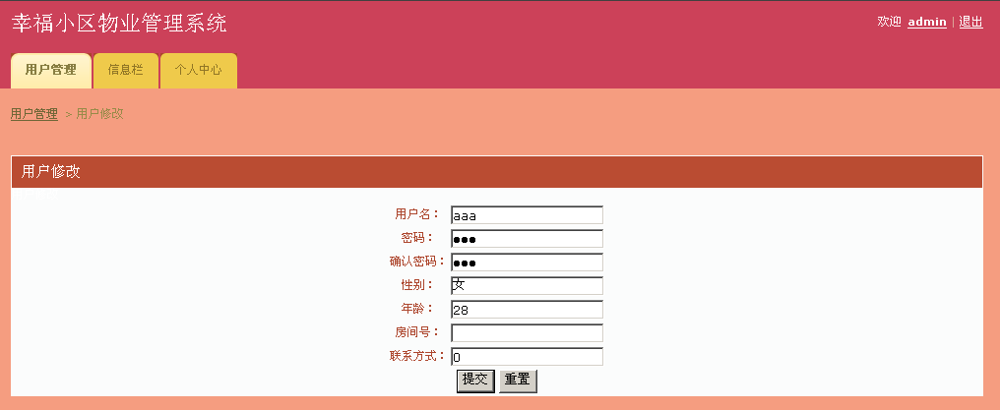 幸福小区物业管理系统
欢迎 admin | 退出
用户管理 信息栏 个人中心
用户管理 > 用户修改
用户修改
用户名： aaa
密码： ●●●
确认密码： ●●●
性别： 女
年龄： 28
房间号：
联系方式： 0
提交 重置